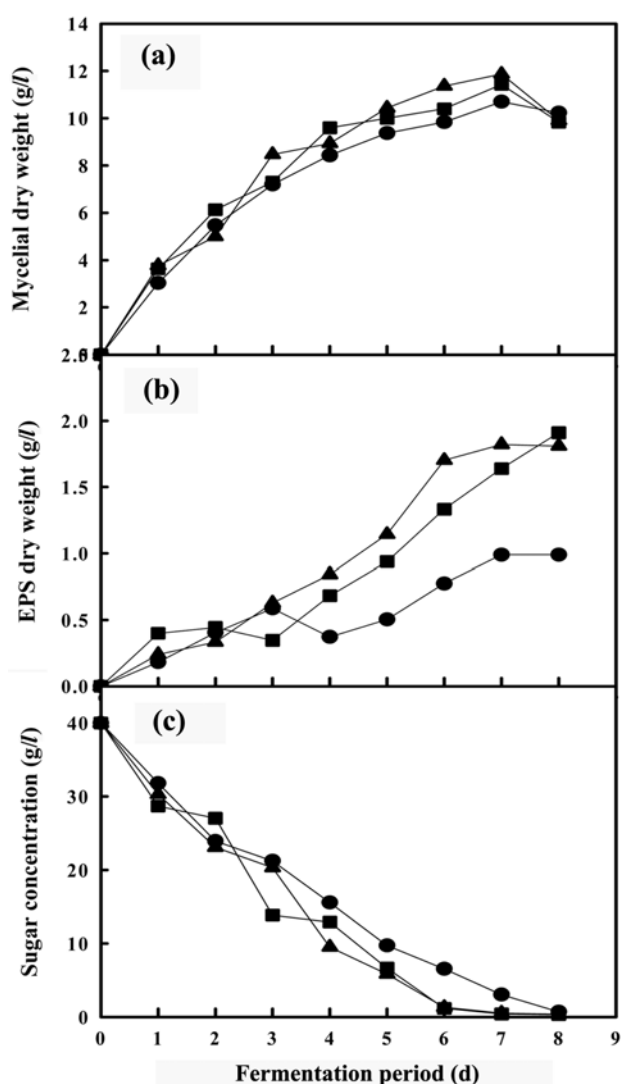 14
(a)
12
10
8
6
4
2
Mycelial dry weight (g/l)
2.0
(b)
1.5
1.0
0.5
0.0
EPS dry weight (g/l)
40
(c)
30
20
10
0
Sugar concentration (g/l)
0 1 2 3 4 5 6 7 8 9
Fermentation period (d)